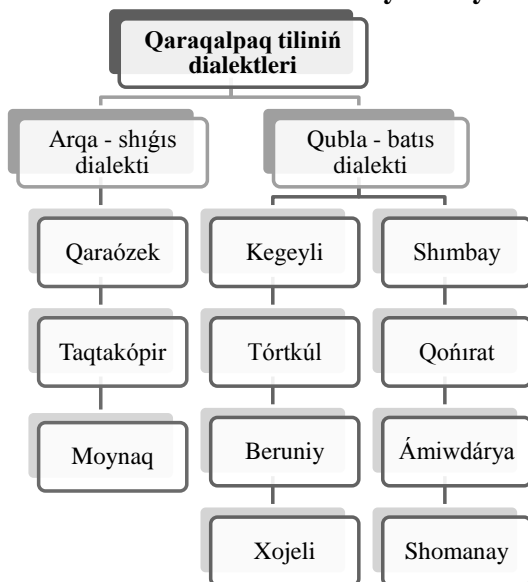 Qaraqalpaq tiliniń
dialektleri
Arqa - shıǵıs
dialekti
Qubla - batıs
dialekti
Qaraózek
Kegeyli
Shımbay
Taqtakópir
Tórtkúl
Qońırat
Moynaq
Beruniy
Ámiwdárya
Xojeli
Shomanay